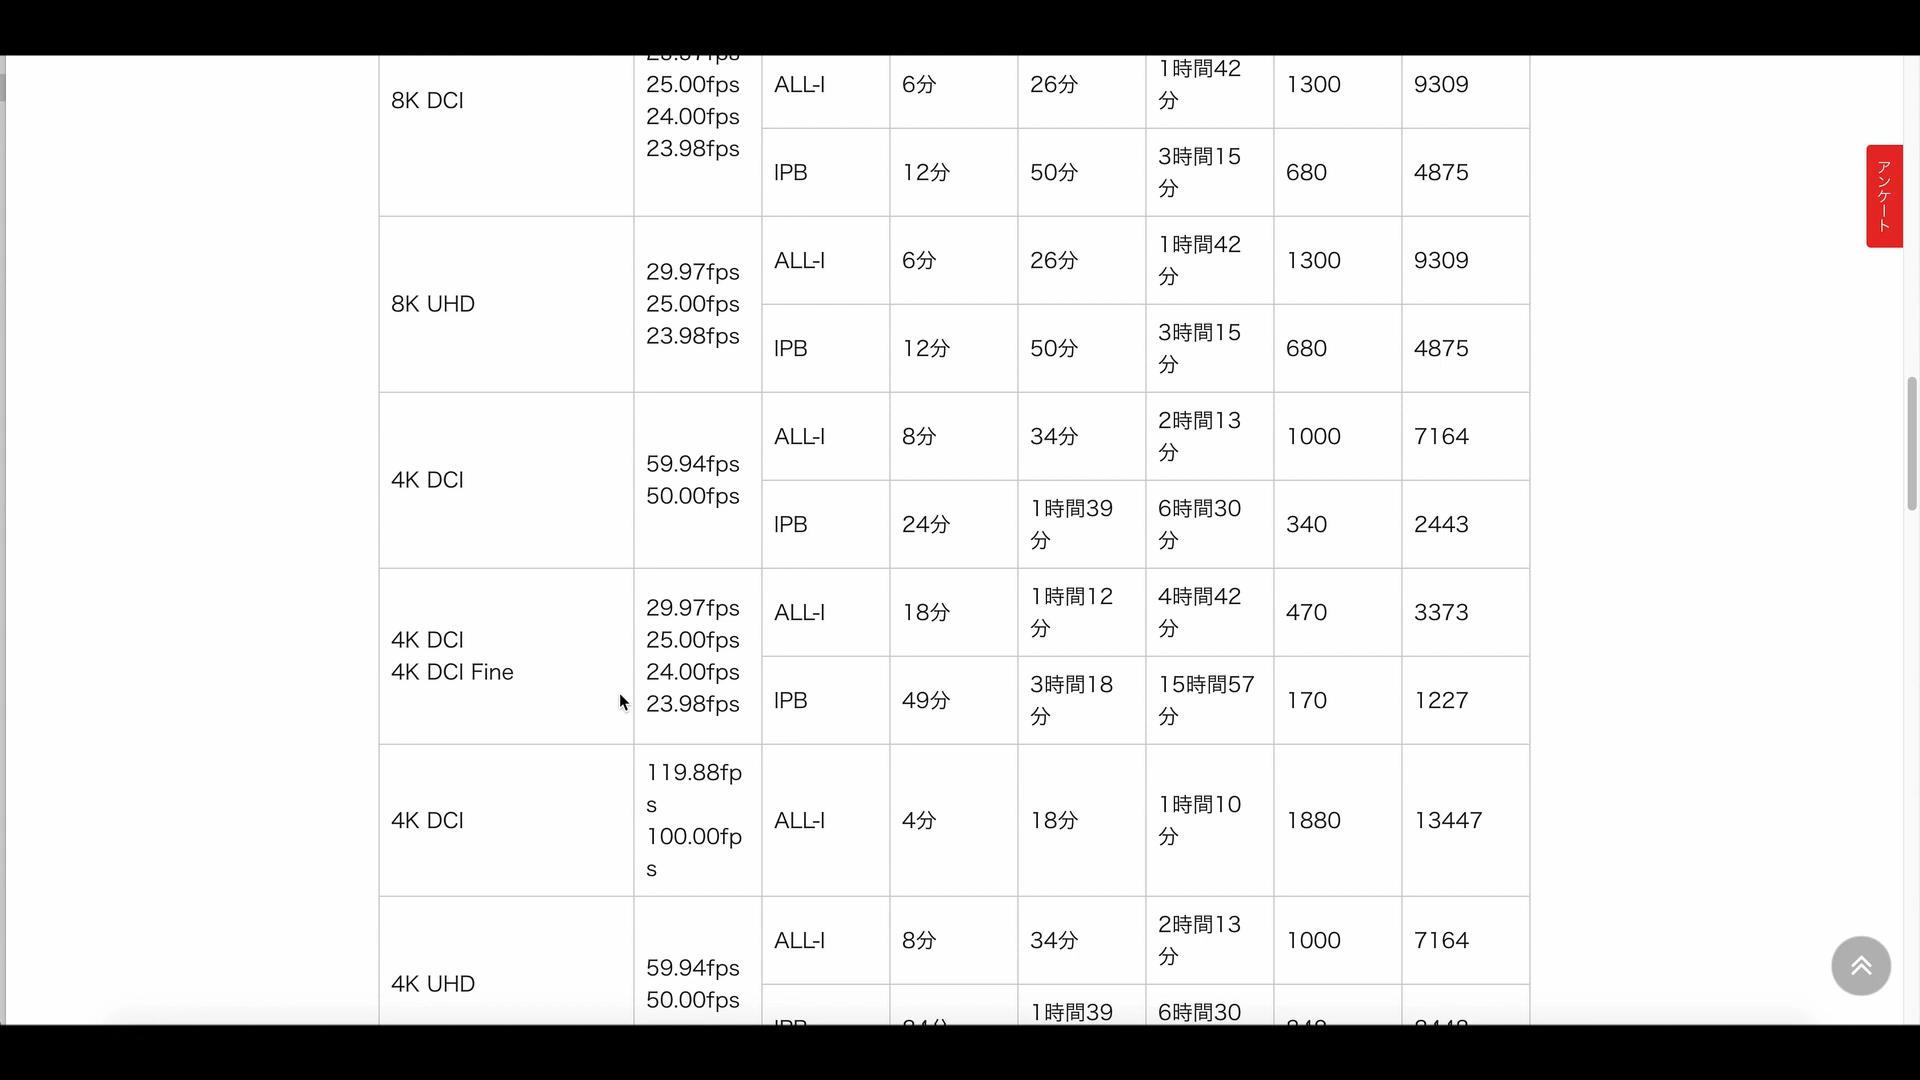 25.00fps
24.00fps
23.98fps
8K DCI
ALL-I
6分
26分
1時間42
分
1300
9309
IPB
12分
50分
3時間15
分
680
4875
8K UHD
29.97fps
25.00fps
23.98fps
ALL-I
6分
26分
1時間42
分
1300
9309
IPB
12分
50分
3時間15
分
680
4875
4K DCI
59.94fps
50.00fps
ALL-I
8分
34分
2時間13
分
1000
7164
IPB
24分
1時間39
分
6時間30
分
340
2443
4K DCI
4K DCI Fine
29.97fps
25.00fps
24.00fps
23.98fps
ALL-I
18分
1時間12
分
4時間42
分
470
3373
IPB
49分
3時間18
分
15時間57
分
170
1227
4K DCI
119.88fp
s
100.00fp
s
ALL-I
4分
18分
1時間10
分
1880
13447
4K UHD
59.94fps
50.00fps
ALL-I
8分
34分
2時間13
分
1000
7164
1時間39
6時間30
アンケート